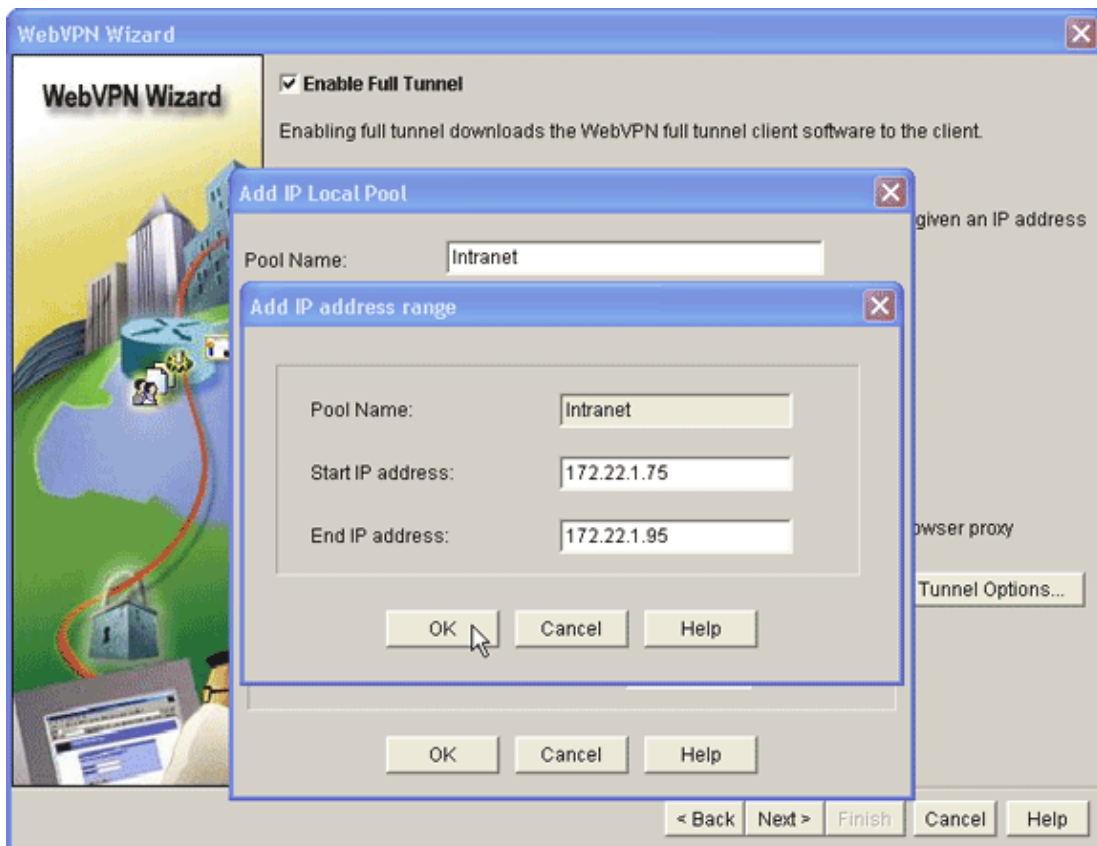 WebVPN Wizard
WebVPN Wizard
Enable Full Tunnel
Enabling full tunnel downloads the WebVPN full tunnel client software to the client.
Add IP Local Pool
given an IP address
Pool Name: Intranet
Add IP address range
Pool Name: Intranet
Start IP address: 172.22.1.75
End IP address: 172.22.1.95
proxy
Tunnel Options...
OK Cancel Help
OK Cancel Help
< Back Next > Finish Cancel Help